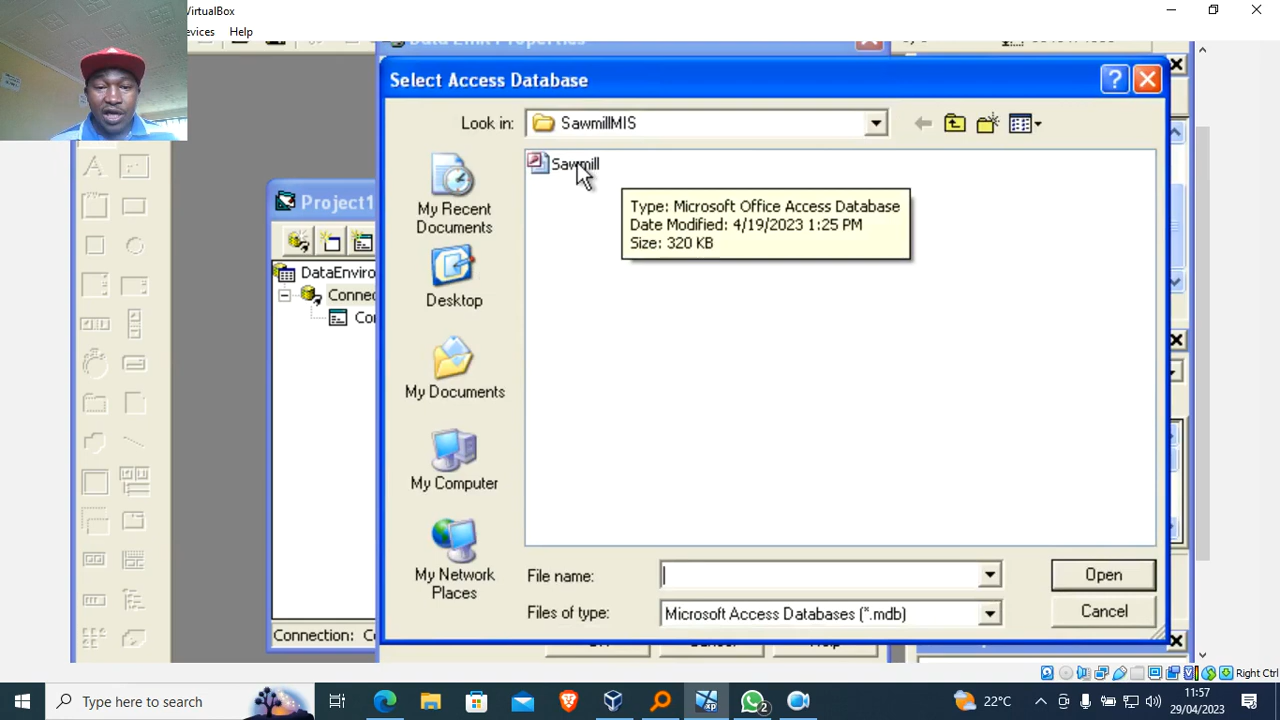 VirtualBox
evices Help
Data Link Properties
Select Access Database
Look in: SawmillMIS
Sawmill
Type: Microsoft Office Access Database
Date Modified: 4/19/2023 1:25 PM
Size: 320 KB
My Recent
Documents
Desktop
My Documents
My Computer
My Network
Places
Project1
DataEnviro
Connec
Co
File name:
Open
Files of type: Microsoft Access Databases (*.mdb)
Cancel
Connection: C
Help
Right Ctrl
Type here to search
2
22°C
11:57
29/04/2023